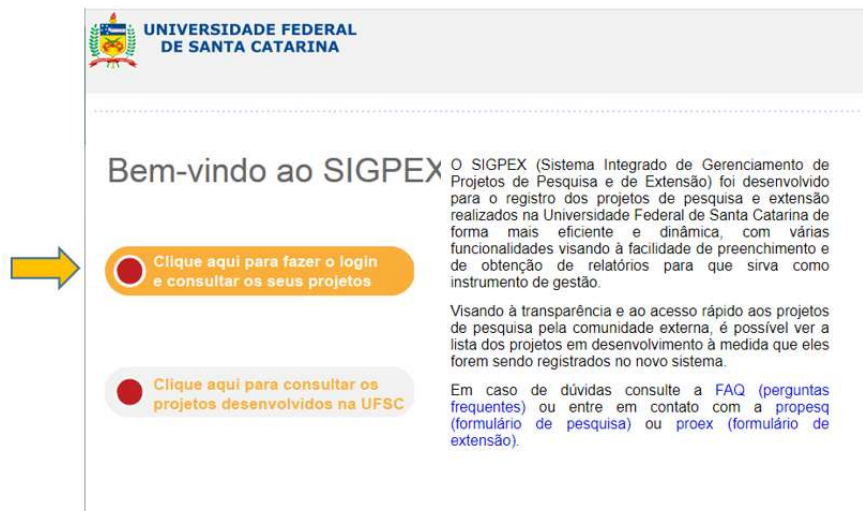 UNIVERSIDADE FEDERAL
DE SANTA CATARINA
Bem-vindo ao SIGPEX
Clique aqui para fazer o login
e consultar os seus projetos
Clique aqui para consultar os
projetos desenvolvidos na UFSC
O SIGPEX (Sistema Integrado de Gerenciamento de
Projetos de Pesquisa e de Extensão) foi desenvolvido
para o registro dos projetos de pesquisa e extensão
realizados na Universidade Federal de Santa Catarina de
forma mais eficiente e dinâmica, com várias
funcionalidades visando à facilidade de preenchimento e
de obtenção de relatórios para que sirva como
instrumento de gestão.
Visando à transparência e ao acesso rápido aos projetos
de pesquisa pela comunidade externa, é possível ver a
lista dos projetos em desenvolvimento à medida que eles
forem sendo registrados no novo sistema.
Em caso de dúvidas consulte a FAQ (perguntas
frequentes) ou entre em contato com a propesq
(formulário de pesquisa) ou proex (formulário de
extensão).